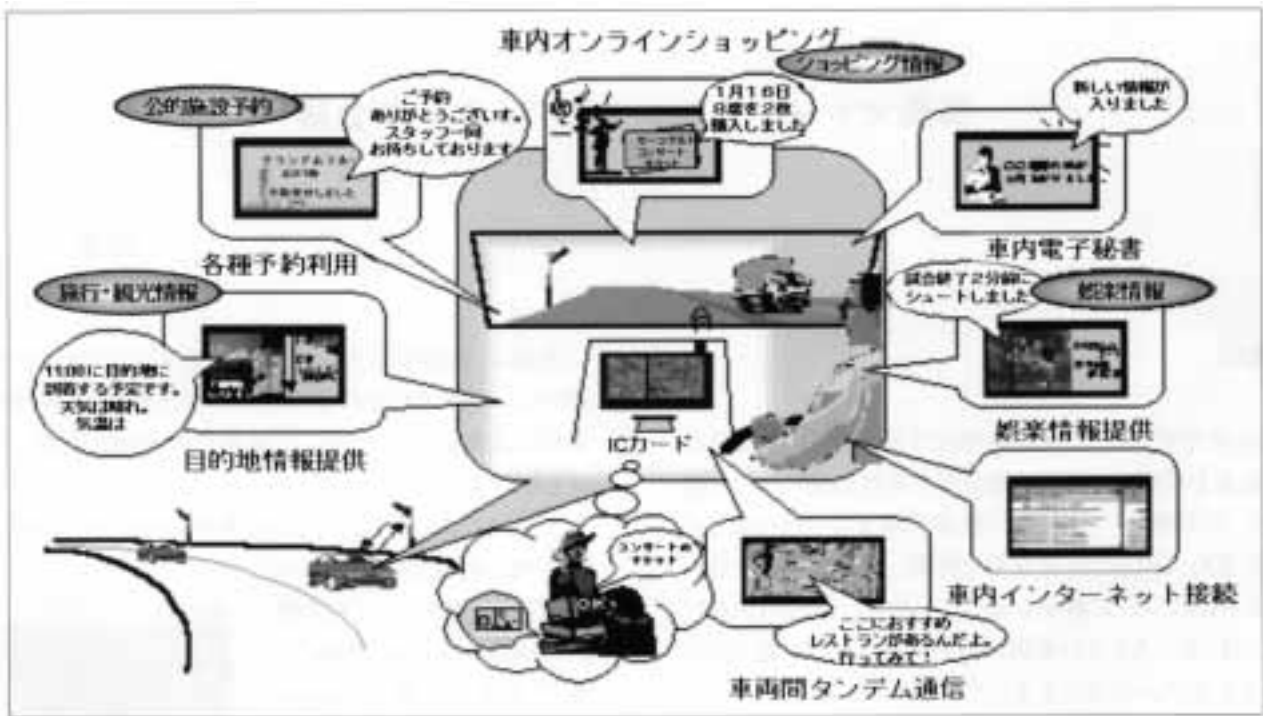 車内オンラインショッピング
ショッピング情報
1月16日
S席を2枚
購入しました
コンサート
公的施設予約
ご予約
ありがとうございます。
スタッフ一同
お待ちしております
各種予約利用
新しい情報が
入りました
車内電子秘書
旅行・観光情報
11:00に目的地に
到着する予定です。
天気は晴れ。
気温は
目的地情報提供
試合終了2分前に
シュートしました
娯楽情報
娯楽情報提供
ICカード
車内インターネット接続
コンサートの
チケット
ここにおすすめ
レストランがあるんだよ。
行ってみて!
車両間タンデム通信